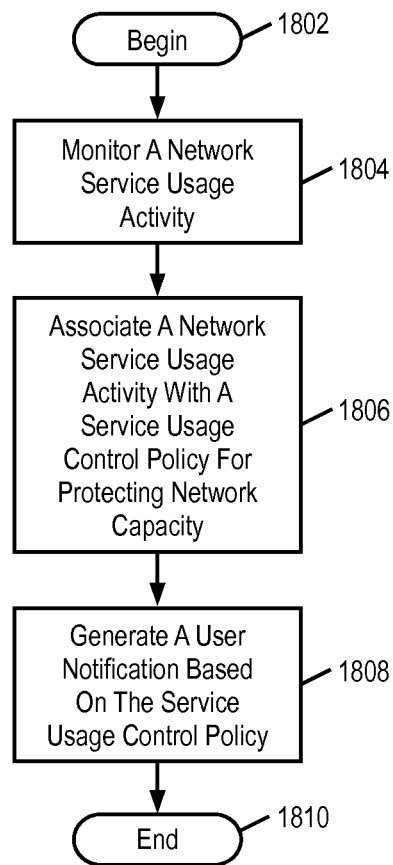 Begin
1802
Monitor A Network
Service Usage
Activity
1804
Associate A Network
Service Usage
Activity With A
Service Usage
Control Policy For
Protecting Network
Capacity
1806
Generate A User
Notification Based
On The Service
Usage Control Policy
1808
End
1810